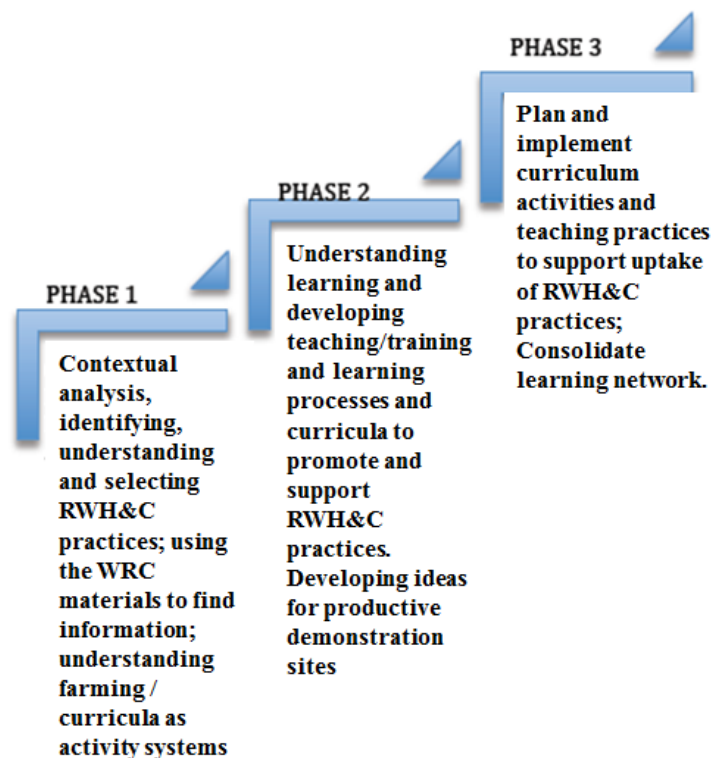 PHASE 1
Contextual
analysis,
identifying,
understanding
and selecting
RWH&C
practices; using
the WRC
materials to find
information;
understanding
farming /
curricula as
activity systems
PHASE 2
Understanding
learning and
developing
teaching/training
and learning
processes and
curricula to
promote and
support
RWH&C
practices.
Developing ideas
for productive
demonstration
sites
PHASE 3
Plan and
implement
curriculum
activities and
teaching practices
to support uptake
of RWH&C
practices;
Consolidate
learning network.